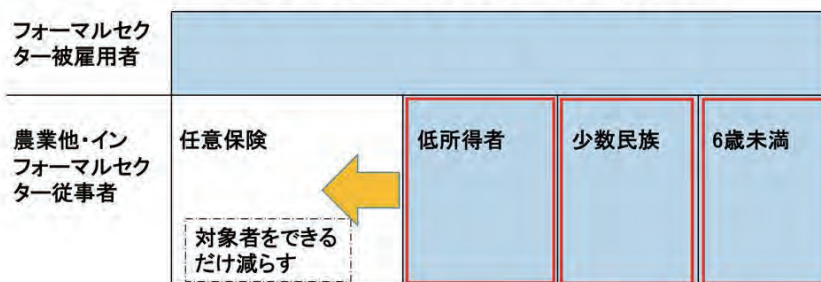 フォーマルセク
ター被雇用者
農業他・イン
フォーマルセク
ター従事者
任意保険
低所得者
少数民族
6歳未満
対象者をできる
だけ減らす